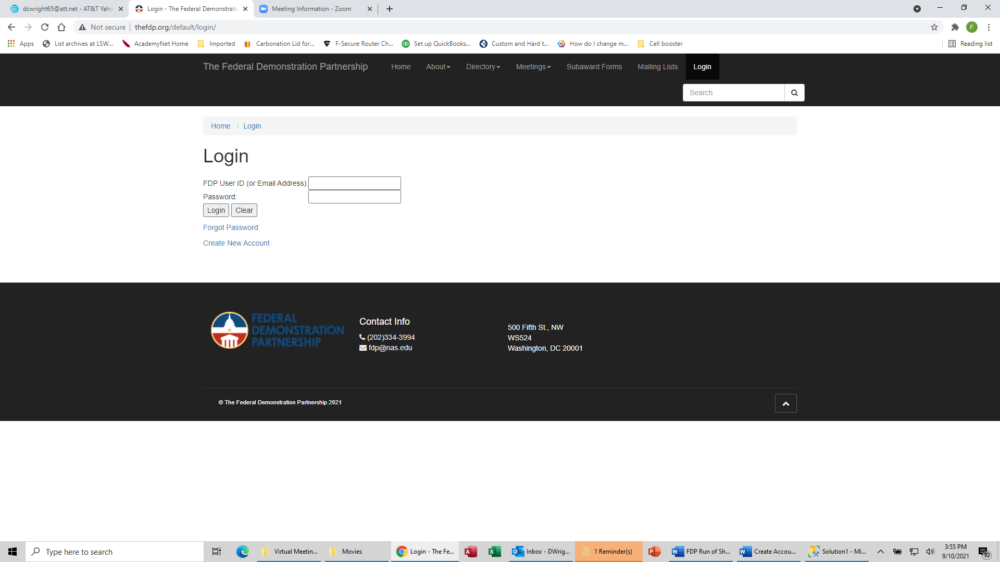 dcwright65@att.net - AT&T Yaho
Login - The Federal Demonstratio
Meeting Information - Zoom
Not secure
thefdp.org/default/login/
F
Apps
List archives at LSW...
AcademyNet Home
Imported
Carbonation Lid for...
F-Secure Router Ch...
Set up QuickBooks...
Custom and Hard t...
How do I change m...
Cell booster
Reading list
The Federal Demonstration Partnership
Home
About
Directory
Meetings
Subaward Forms
Mailing Lists
Login
Search
Home / Login
Login
FDP User ID (or Email Address):
Password:
Login Clear
Forgot Password
Create New Account
FEDERAL
DEMONSTRATION
PARTNERSHIP
Contact Info
(202)334-3994
fdp@nas.edu
500 Fifth St., NW
WS524
Washington, DC 20001
© The Federal Demonstration Partnership 2021
Type here to search
Virtual Meetin...
Movies
Login - The Fe...
Inbox - DWrig...
1 Reminder(s)
FDP Run of Sh...
Create Accou...
Solution1 - Mi...
3:55 PM
9/10/2021
10